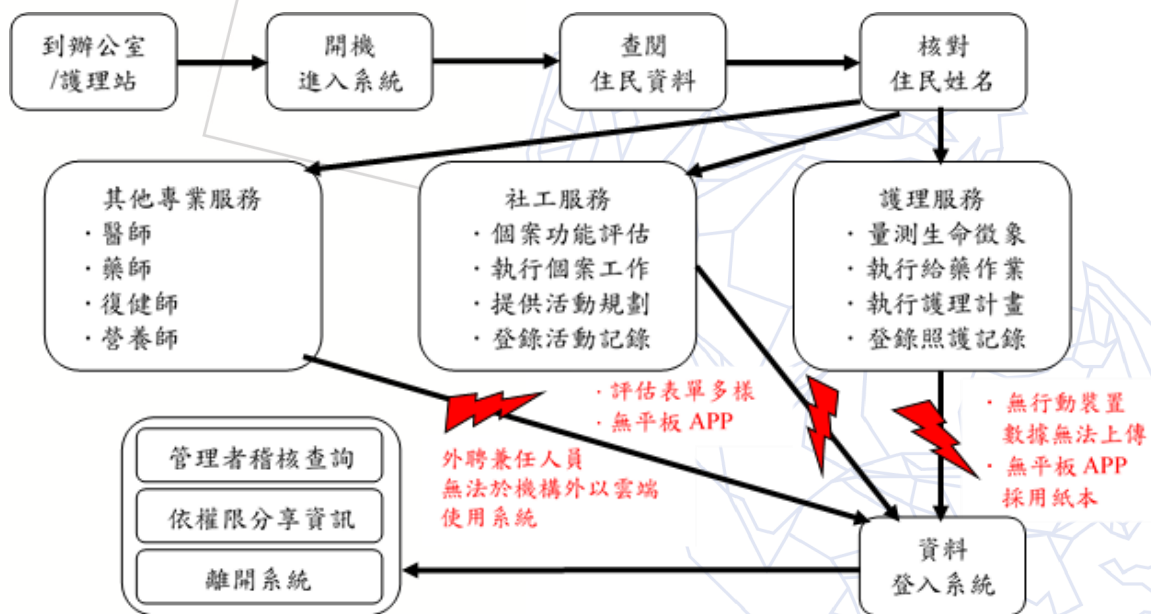 到辦公室
/護理站
開機
進入系統
查閱
住民資料
核對
住民姓名
其他專業服務
·醫師
·藥師
·復健師
·營養師
社工服務
·個案功能評估
·執行個案工作
·提供活動規劃
·登錄活動記錄
護理服務
·量測生命徵象
·執行給藥作業
·執行護理計畫
·登錄照護記錄
·評估表單多樣
·無平板 APP
外聘兼任人員
無法於機構外以雲端
使用系統
·無行動裝置
數據無法上傳
·無平板 APP
採用紙本
管理者稽核查詢
依權限分享資訊
離開系統
資料
登入系統